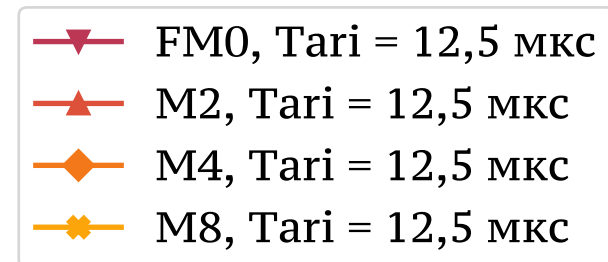 FM0, Tari = 12,5 мкс
M2, Tari = 12,5 мкс
M4, Tari = 12,5 мкс
M8, Tari = 12,5 мкс